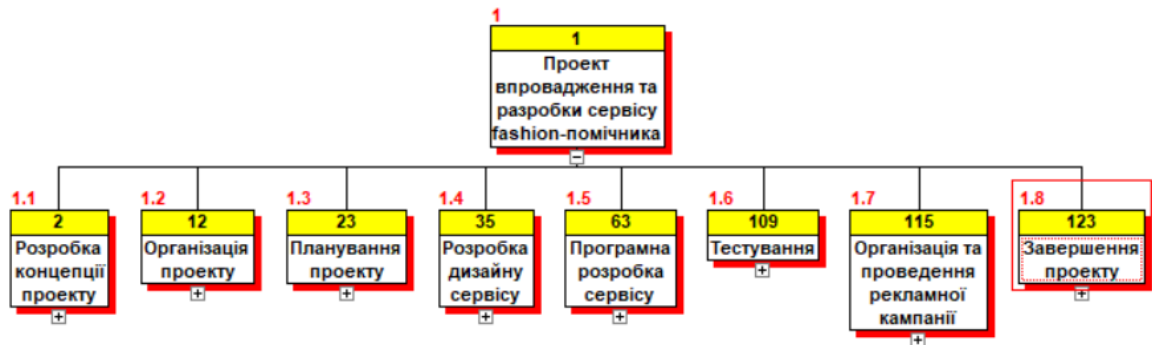 1
1
Проект
впровадження та
разробки сервісу
fashion-помічника
1.1
2
Розробка
концепції
проекту
1.2
12
Організація
проекту
1.3
23
Планування
проекту
1.4
35
Розробка
дизайну
сервісу
1.5
63
Програмна
розробка
сервісу
1.6
109
Тестування
1.7
115
Організація та
проведення
рекламної
кампанії
1.8
123
Завершення
проекту